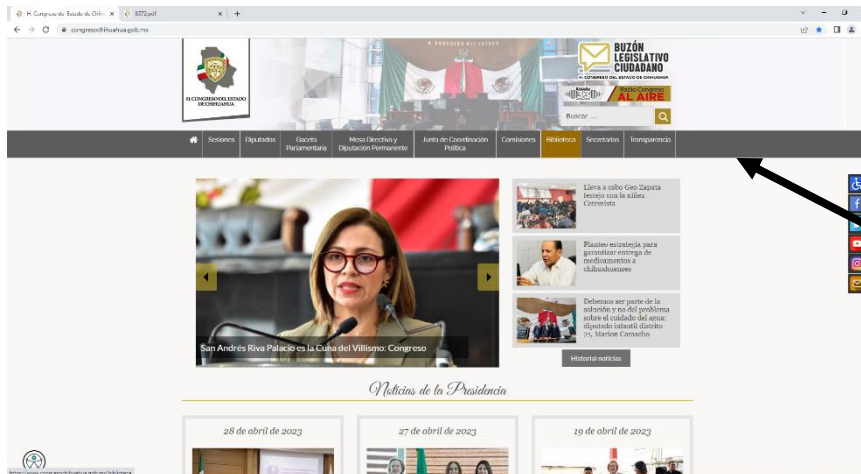 H. Congreso del Estado de Chih
8572.pdf
congresochihuahua.gob.mx
H. CONGRESO DEL ESTADO
DE CHIHUAHUA
H. CONGRESO DEL ESTADO
BUZÓN
LEGISLATIVO
CIUDADANO
H. CONGRESO DEL ESTADO DE CHIHUAHUA
Radio Congreso
AL AIRE
Buscar ...
Sesiones
Diputados
Gaceta
Parlamentaria
Mesa Directiva y
Diputación Permanente
Junta de Coordinación
Política
Comisiones
Biblioteca
Secretarías
Transparencia
San Andrés Riva Palacio es la Cuna del Villismo: Congreso
Lleva a cabo Geo Zapata
festejo con la niñez
Cetemista
Planteo estrategia para
garantizar entrega de
medicamentos a
chihuahuenses
Debemos ser parte de la
solución y no del problema
sobre el cuidado del agua:
diputado infantil distrito
21, Marion Camacho
Historial noticias
Noticias de la Presidencia
28 de abril de 2023
27 de abril de 2023
19 de abril de 2023